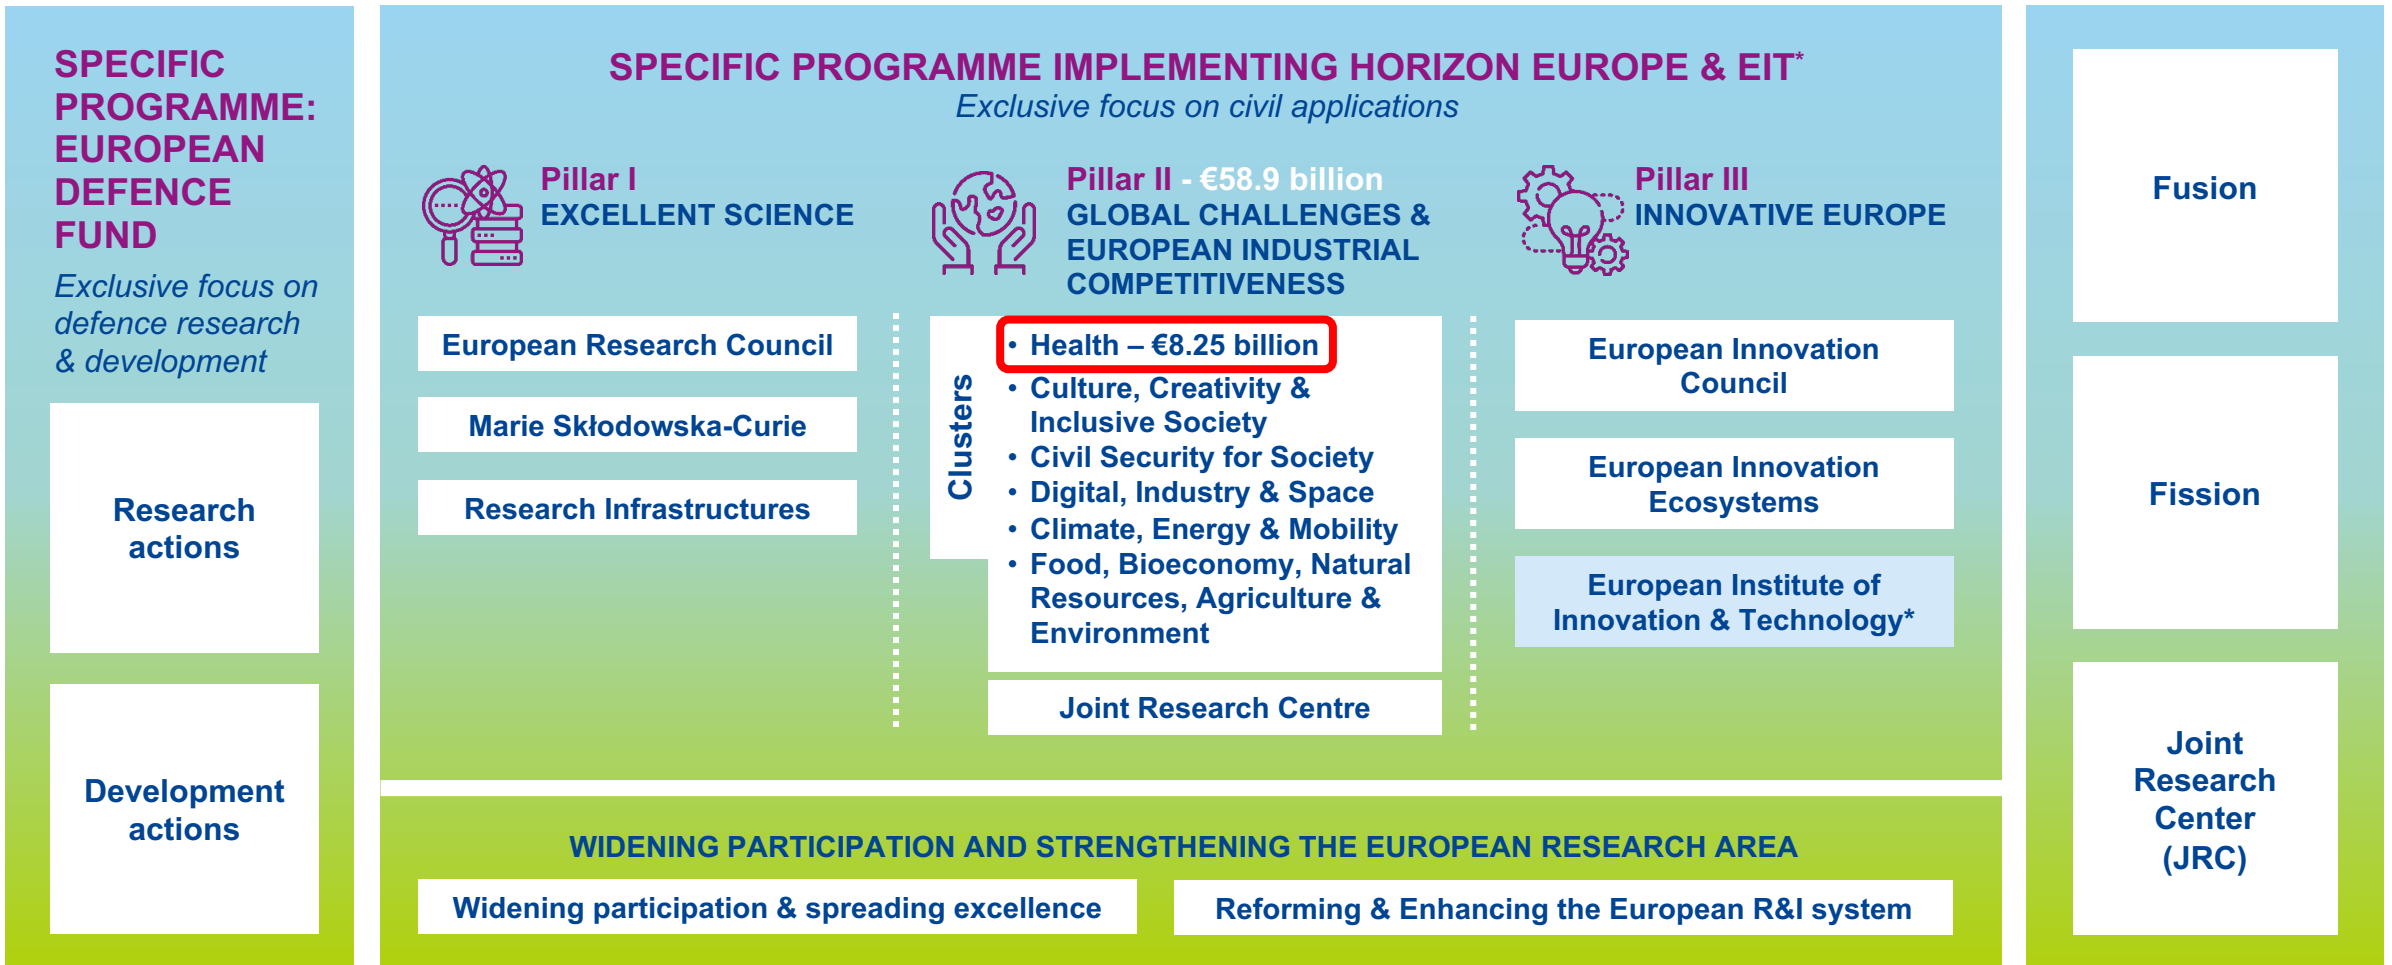 SPECIFIC
PROGRAMME:
EUROPEAN
DEFENCE
FUND
Exclusive focus on
defence research
& development
Research
actions
Development
actions
SPECIFIC PROGRAMME IMPLEMENTING HORIZON EUROPE & EIT*
Exclusive focus on civil applications
Pillar I
EXCELLENT SCIENCE
European Research Council
Marie Skłodowska-Curie
Research Infrastructures
Pillar II - €58.9 billion
GLOBAL CHALLENGES &
EUROPEAN INDUSTRIAL
COMPETITIVENESS
Clusters
• Health – €8.25 billion
• Culture, Creativity &
Inclusive Society
• Civil Security for Society
• Digital, Industry & Space
• Climate, Energy & Mobility
• Food, Bioeconomy, Natural
Resources, Agriculture &
Environment
Joint Research Centre
Pillar III
INNOVATIVE EUROPE
European Innovation
Council
European Innovation
Ecosystems
European Institute of
Innovation & Technology*
WIDENING PARTICIPATION AND STRENGTHENING THE EUROPEAN RESEARCH AREA
Widening participation & spreading excellence
Reforming & Enhancing the European R&I system
Fusion
Fission
Joint
Research
Center
(JRC)